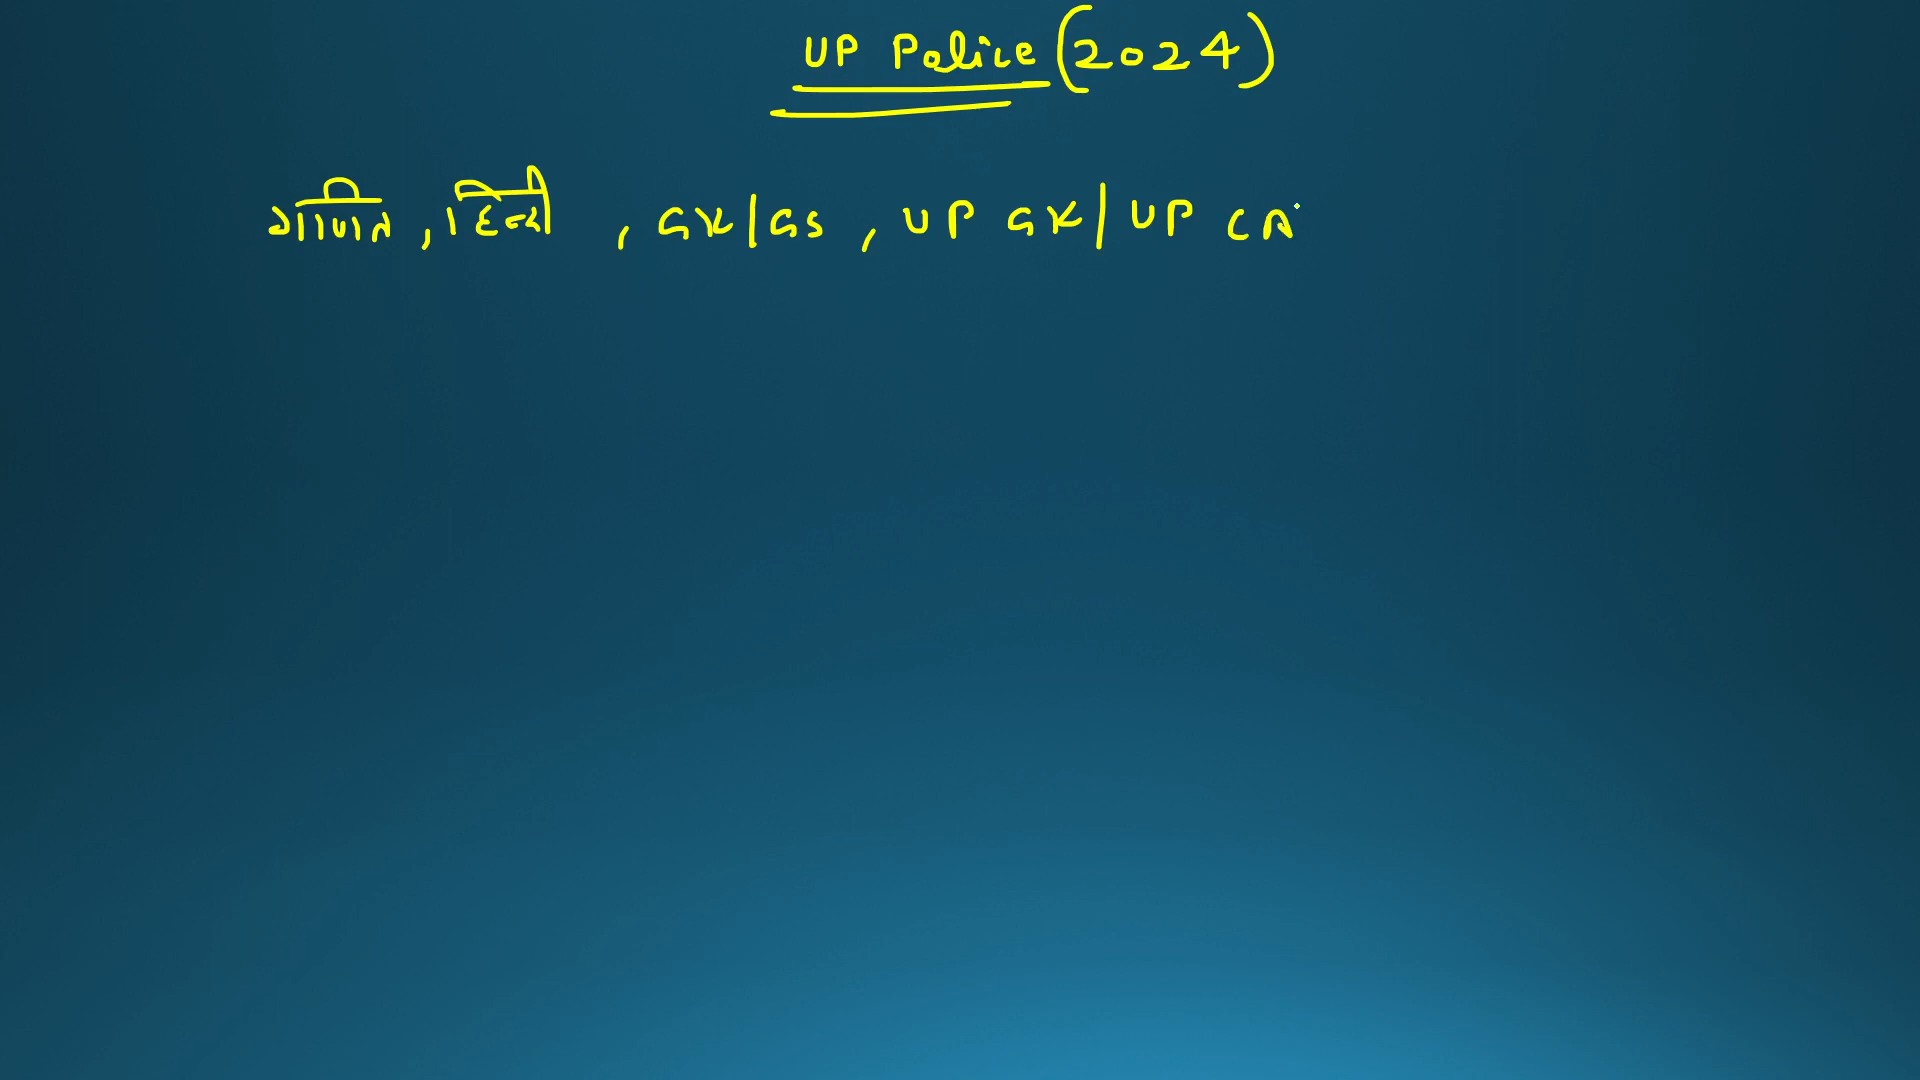 UP Police (2024)
गणित, हिन्दी, GK/GS, UP GK/UP CA